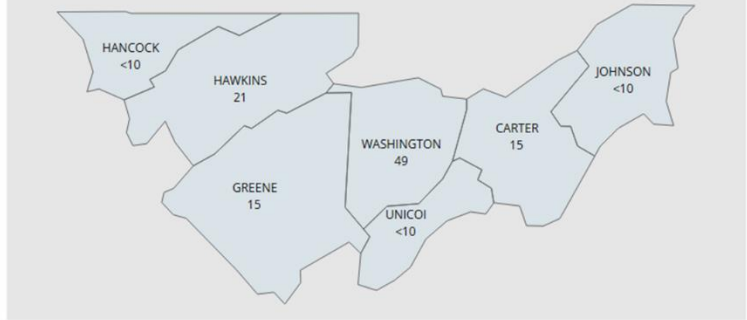 HANCOCK
<10
HAWKINS
21
JOHNSON
<10
CARTER
15
WASHINGTON
49
GREENE
15
UNICOI
<10